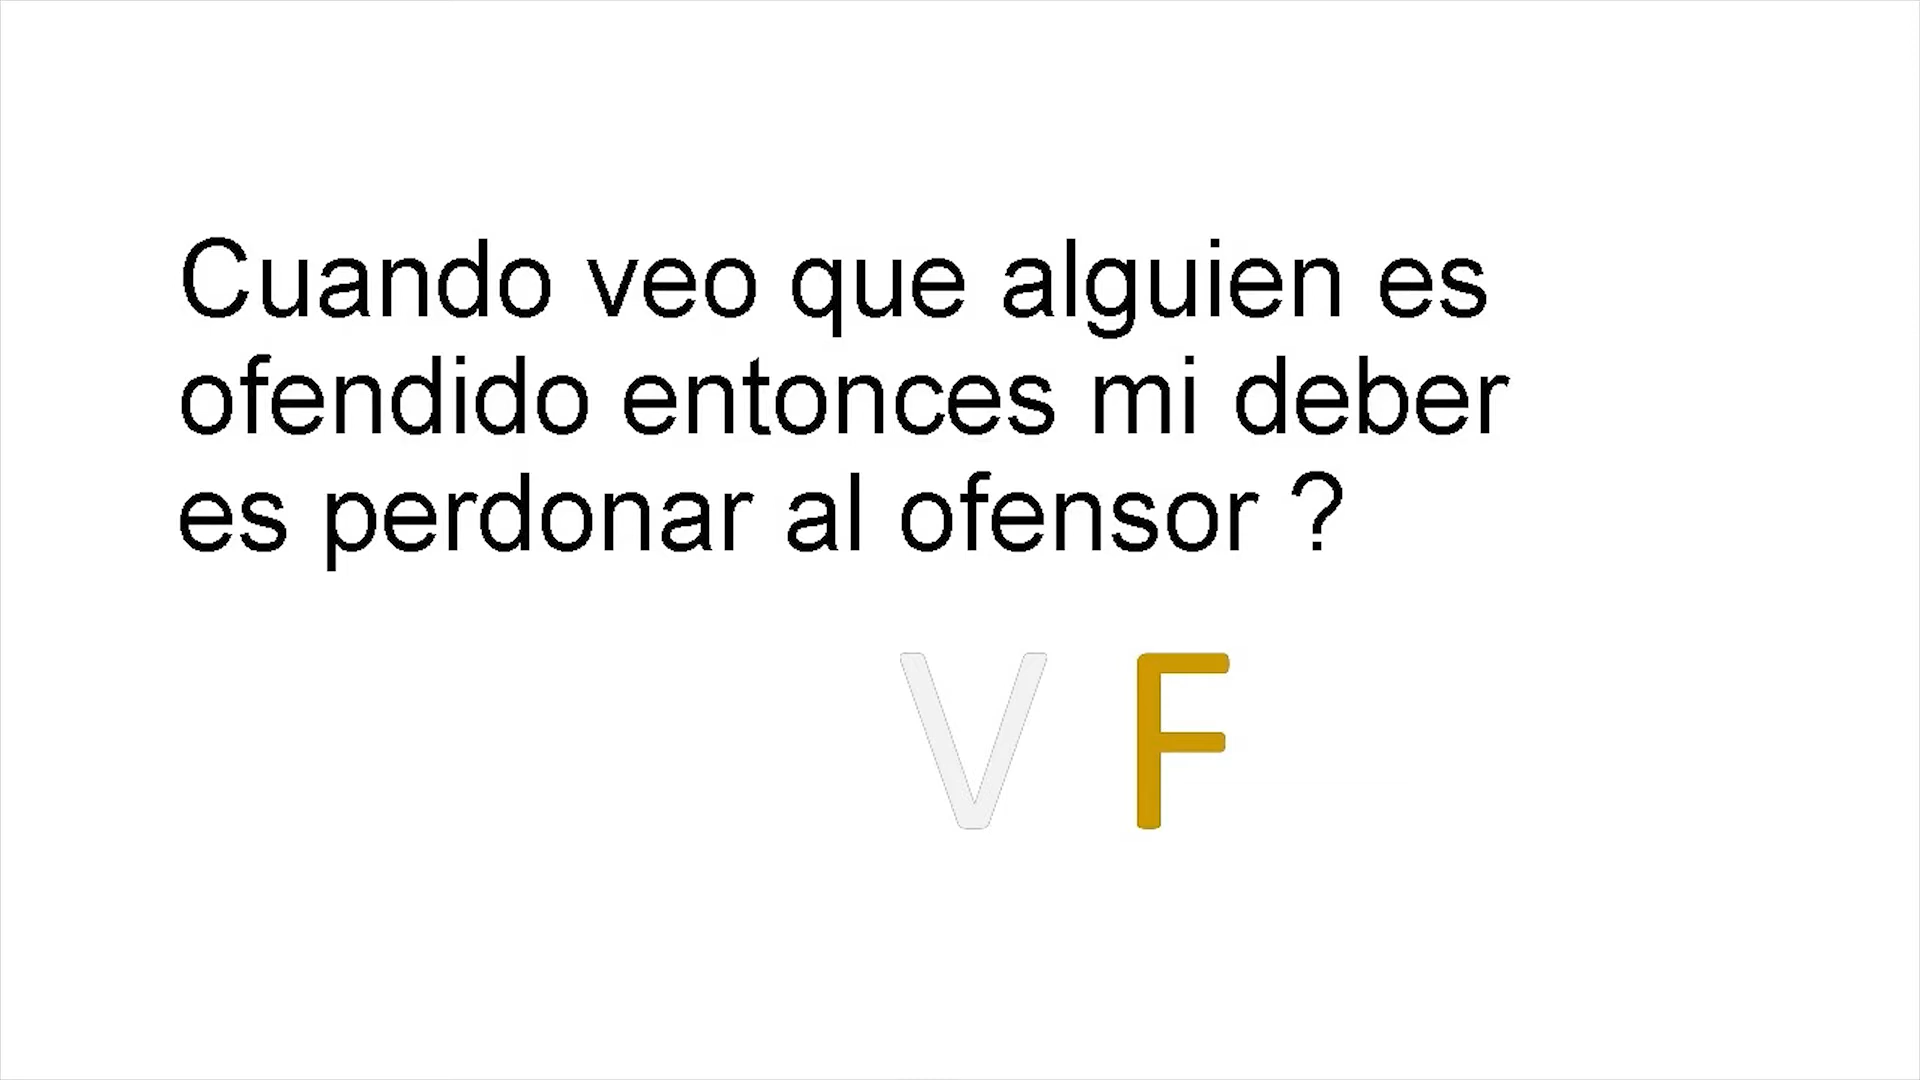 Cuando veo que alguien es
ofendido entonces mi deber
es perdonar al ofensor ?
V F